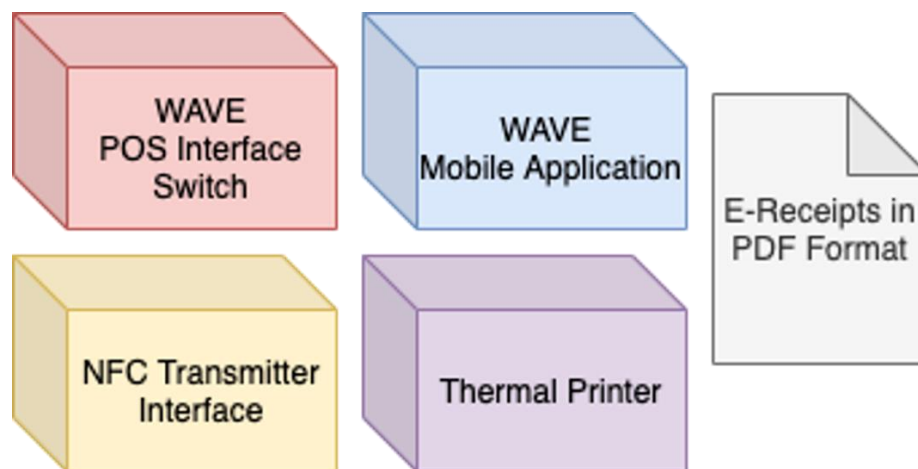 WAVE
POS Interface
Switch
WAVE
Mobile Application
E-Receipts in
PDF Format
NFC Transmitter
Interface
Thermal Printer